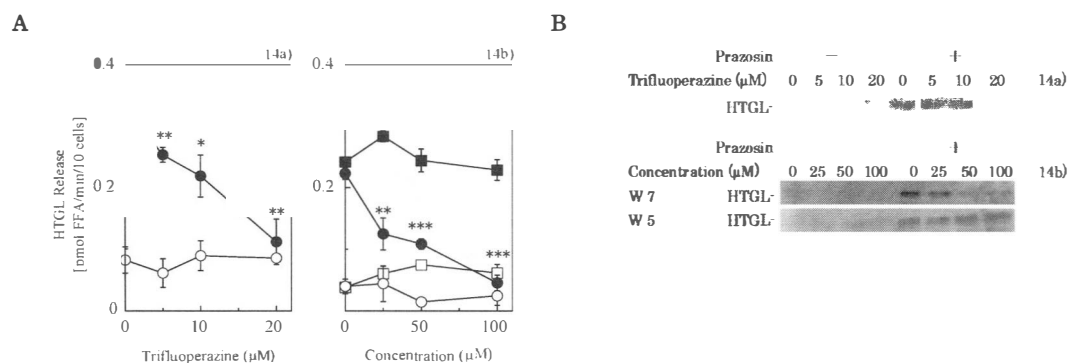 A
B
14a)
14b)
0.4
0.4
HTGL Release
[pmol FFA/min/10 cells]
0.2
0.2
0
** * **
** *** ***
0 10 20
0 50 100
Trifluoperazine (µM)
Concentration (µM)
Prazosin − +
Trifluoperazine (µM) 0 5 10 20 0 5 10 20 14a)
HTGL-
Prazosin +
Concentration (µM) 0 25 50 100 0 25 50 100 14b)
W 7 HTGL-
W 5 HTGL-